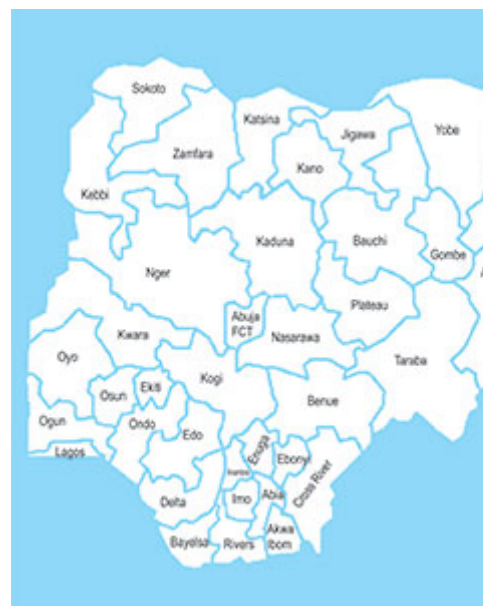 Sokoto
Katsina
Jigawa
Yobe
Zamfara
Kano
Kebbi
Kaduna
Bauchi
Gombe
Nger
Abuja
FCT
Plateau
Kwara
Nasarawa
Taraba
Oyo
Kogi
Osun
Ekiti
Benue
Ogun
Ondo
Edo
Enugu
Ebonyi
Lagos
Cross River
Delta
Imo
Abia
Akwa
Ibom
Bayelsa
Rivers